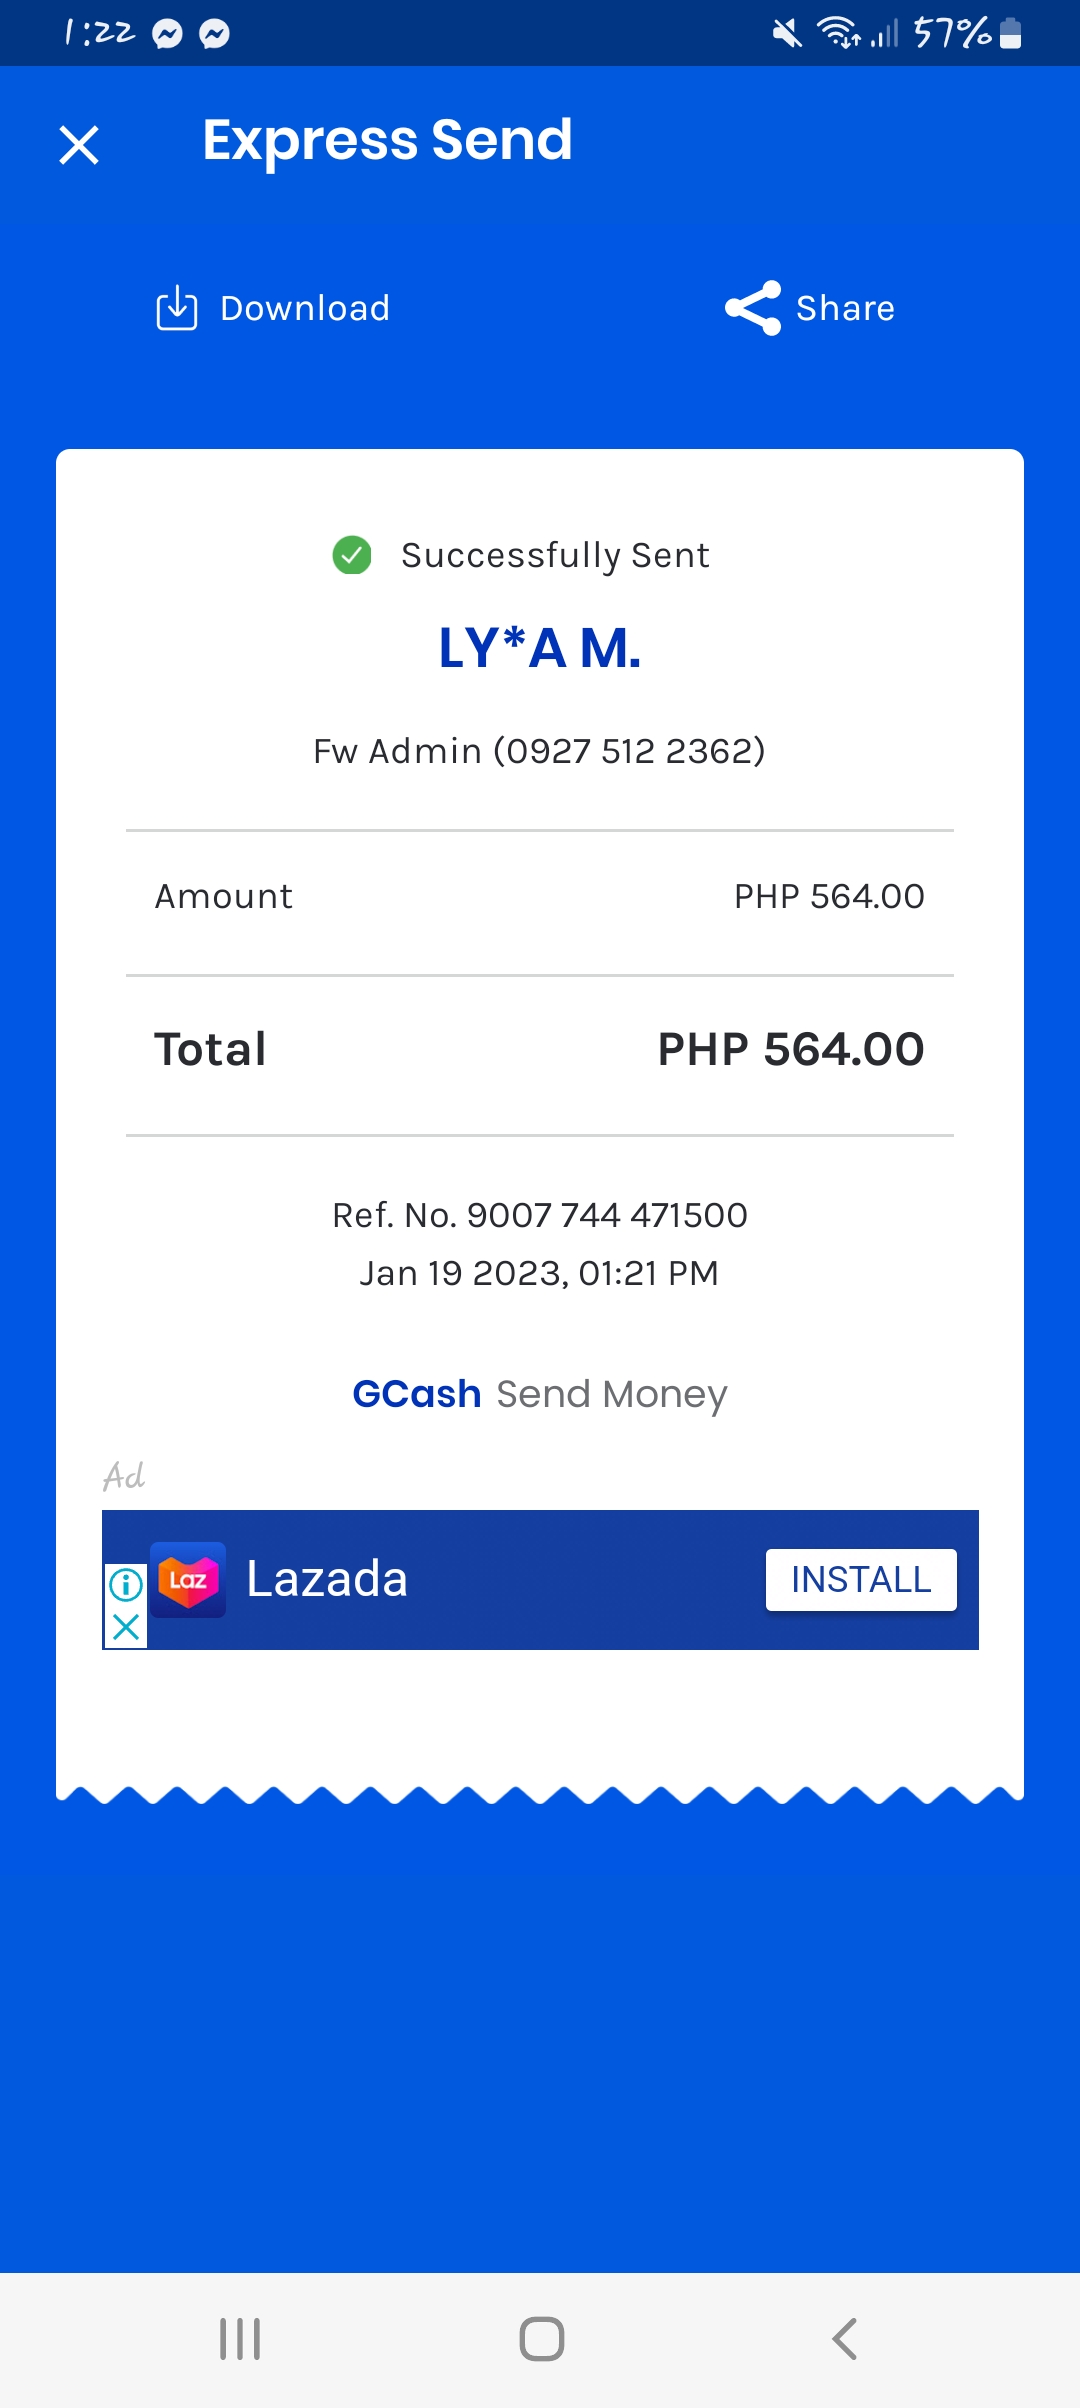 1:22 57%
Express Send
Download Share
Successfully Sent
LY*A M.
Fw Admin (0927 512 2362)
Amount PHP 564.00
Total PHP 564.00
Ref. No. 9007 744 471500
Jan 19 2023, 01:21 PM
GCash Send Money
Ad
Laz Lazada INSTALL